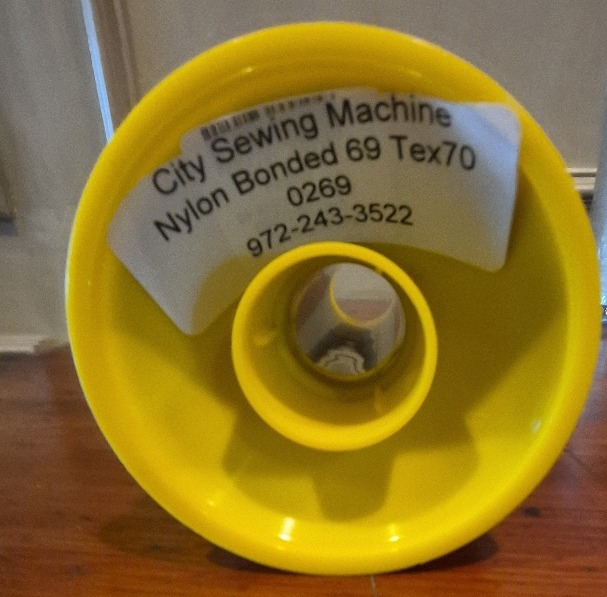 City Sewing Machine
Nylon Bonded 69 Tex70
0269
972-243-3522